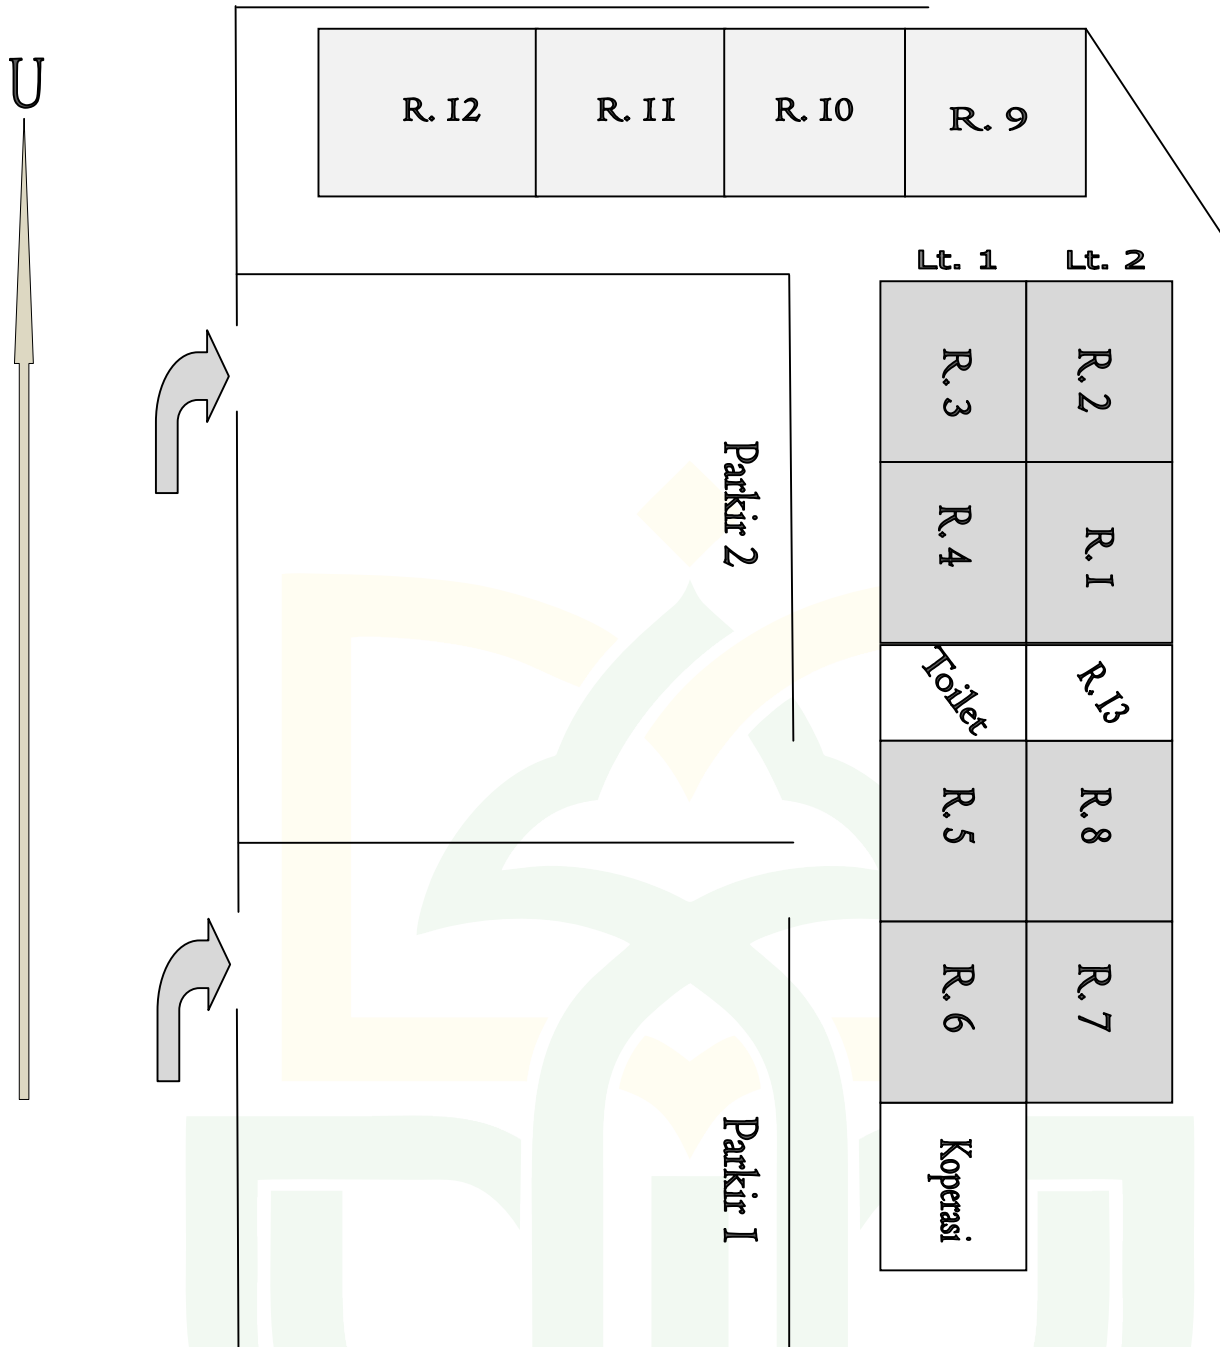 U
R. 12
R. 11
R. 10
R. 9
Lt. 1
Lt. 2
R. 3
R. 2
Parkir 2
R. 4
R. 1
Toilet
R. 13
R. 5
R. 8
R. 6
R. 7
Parkir 1
Koperasi